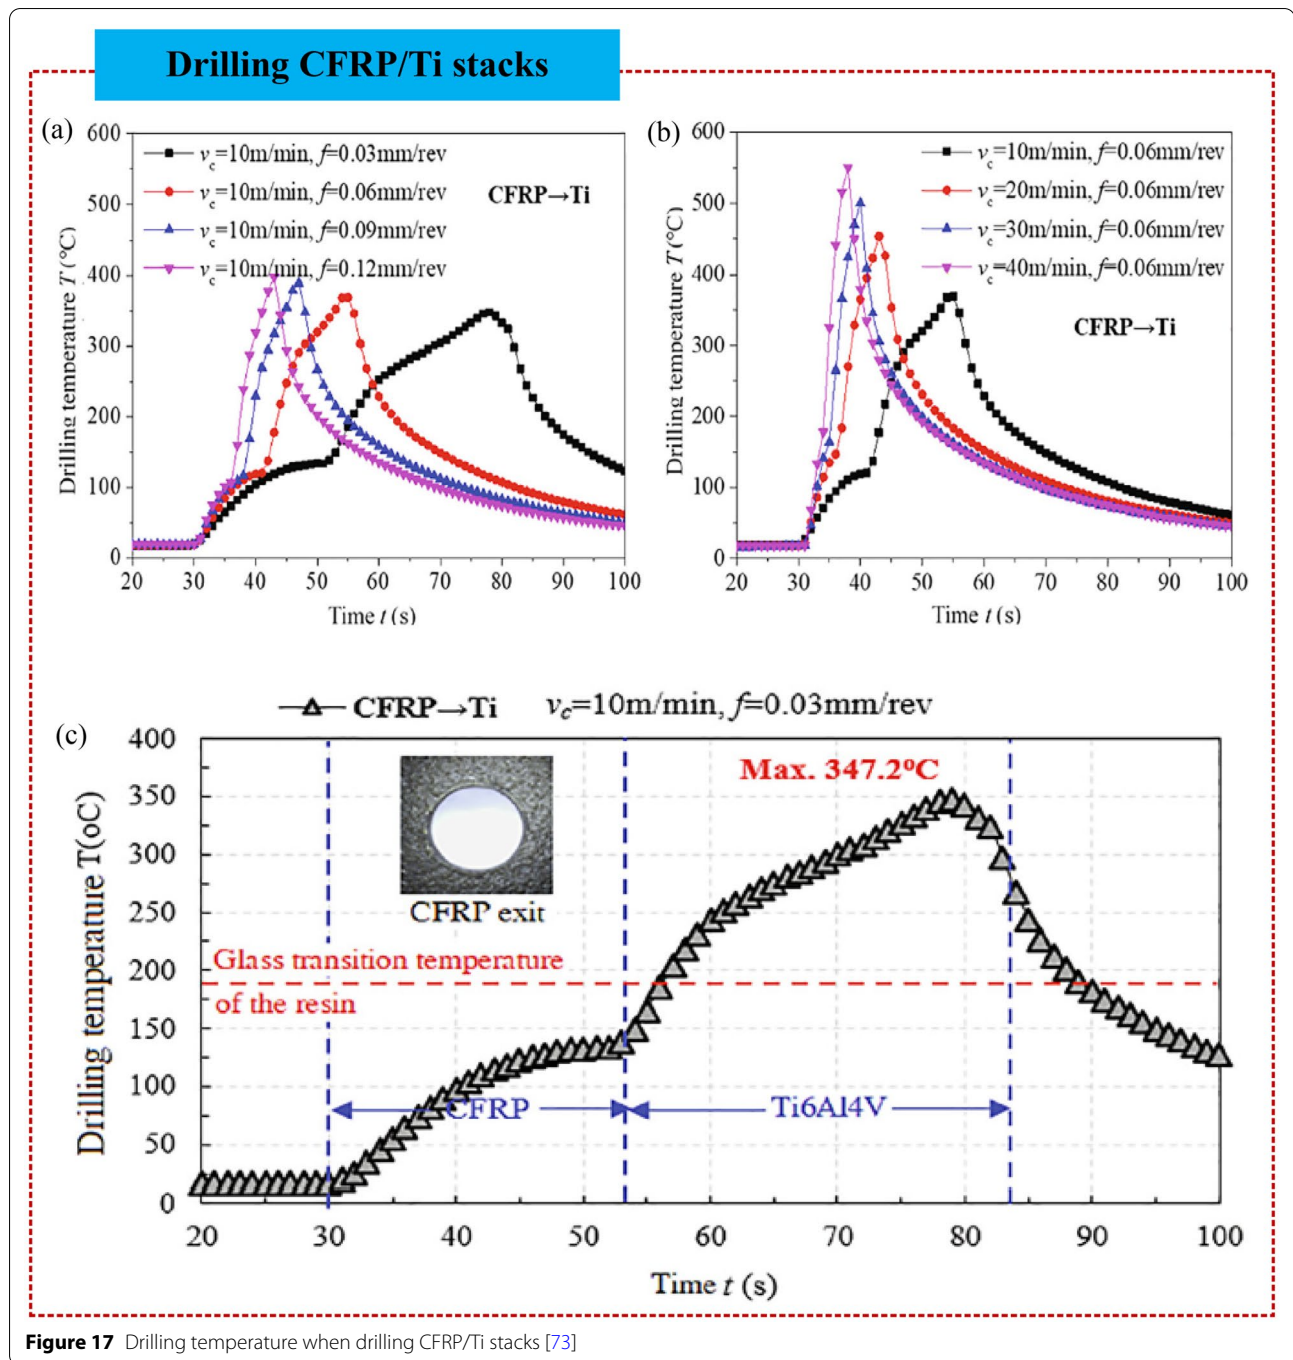 Drilling CFRP/Ti stacks
(a)
600
500
400
300
200
100
0
Drilling temperature T (°C)
vc=10m/min, f=0.03mm/rev
vc=10m/min, f=0.06mm/rev
vc=10m/min, f=0.09mm/rev
vc=10m/min, f=0.12mm/rev
CFRP→Ti
20 30 40 50 60 70 80 90 100
Time t (s)
(b)
600
500
400
300
200
100
0
Drilling temperature T (°C)
vc=10m/min, f=0.06mm/rev
vc=20m/min, f=0.06mm/rev
vc=30m/min, f=0.06mm/rev
vc=40m/min, f=0.06mm/rev
CFRP→Ti
20 30 40 50 60 70 80 90 100
Time t (s)
(c)
CFRP→Ti vc=10m/min, f=0.03mm/rev
400
350
300
250
200
150
100
50
0
Drilling temperature T(oC)
Max. 347.2ºC
CFRP exit
Glass transition temperature
of the resin
CFRP
Ti6Al4V
20 30 40 50 60 70 80 90 100
Time t (s)
Figure 17 Drilling temperature when drilling CFRP/Ti stacks [73]